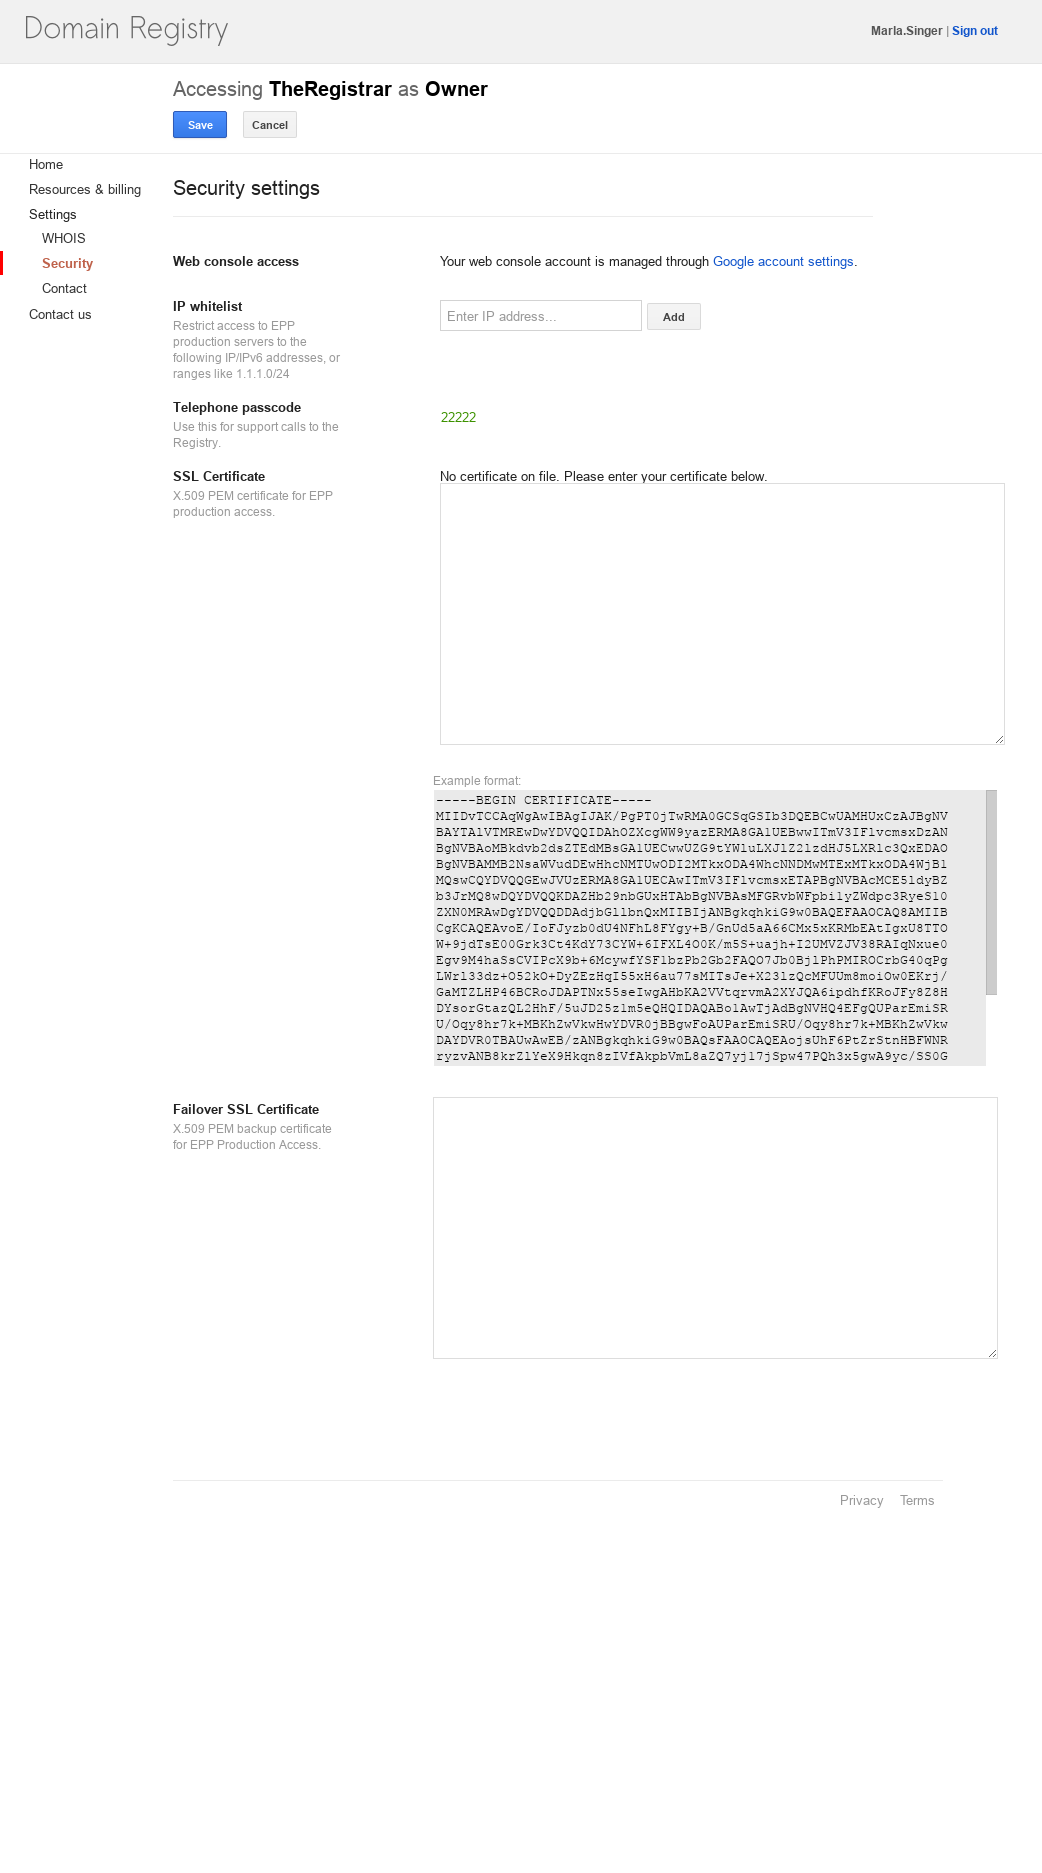 Domain Registry
Marla.Singer | Sign out
Accessing TheRegistrar as Owner
Save
Cancel
Home
Resources & billing
Settings
WHOIS
Security
Contact
Contact us
Security settings
Web console access
Your web console account is managed through Google account settings.
IP whitelist
Restrict access to EPP
production servers to the
following IP/IPv6 addresses, or
ranges like 1.1.1.0/24
Enter IP address...
Add
Telephone passcode
Use this for support calls to the
Registry.
22222
SSL Certificate
X.509 PEM certificate for EPP
production access.
No certificate on file. Please enter your certificate below.
Example format:
-----BEGIN CERTIFICATE-----
MIIDvTCCAqWgAwIBAgIJAK/PgPT0jTwRMA0GCSqGSIb3DQEBCwUAMHUxCzAJBgNV
BAYTAlVTMREwDwYDVQQIDAhOZXcgWW9yazERMA8GA1UEBwwITmV3IFlvcmsxDzAN
BgNVBAoMBkdvb2dsZTEdMBsGA1UECwwUZG9tYWluLXJlZ2lzdHJ5LXRlc3QxEDAO
BgNVBAMMB2NsaWVudDEwHhcNMTUwODI2MTkxODA4WhcNNDMwMTExMTkxODA4WjB1
MQswCQYDVQQGEwJVUzERMA8GA1UECAwITmV3IFlvcmsxETAPBgNVBAcMCE5ldyBZ
b3JrMQ8wDQYDVQQKDAZHb29nbGUxHTAbBgNVBAsMFGRvbWFpbi1yZWdpc3RyeS10
ZXN0MRAwDgYDVQQDDAdjbGllbnQxMIIBIjANBgkqhkiG9w0BAQEFAAOCAQ8AMIIB
CgKCAQEAvoE/IoFJyzb0dU4NFhL8FYgy+B/GnUd5aA66CMx5xKRMbEAtIgxU8TTO
W+9jdTsE00Grk3Ct4KdY73CYW+6IFXL4O0K/m5S+uajh+I2UMVZJV38RAIqNxue0
Egv9M4haSsCVIPcX9b+6McywfYSF1bzPb2Gb2FAQO7Jb0BjlPhPMIROCrbG40qPg
LWrl33dz+O52kO+DyZEzHqI55xH6au77sMITsJe+X23lzQcMFUUm8moiOw0EKrj/
GaMTZLHP46BCRoJDAPTNx55seIwgAHbKA2VVtqrvmA2XYJQA6ipdhfKRoJFy8Z8H
DYsorGtazQL2HhF/5uJD25z1m5eQHQIDAQABo1AwTjAdBgNVHQ4EFgQUParEmiSR
U/Oqy8hr7k+MBKhZwVkwHwYDVR0jBBgwFoAUParEmiSRU/Oqy8hr7k+MBKhZwVkw
DAYDVR0TBAUwAwEB/zANBgkqhkiG9w0BAQsFAAOCAQEAojsUhF6PtZrStnHBFWNR
ryzvANB8krZlYeX9Hkqn8zIVfAkpbVmL8aZQ7yj17jSpw47PQh3x5gwA9yc/SS0G
Failover SSL Certificate
X.509 PEM backup certificate
for EPP Production Access.
Privacy
Terms